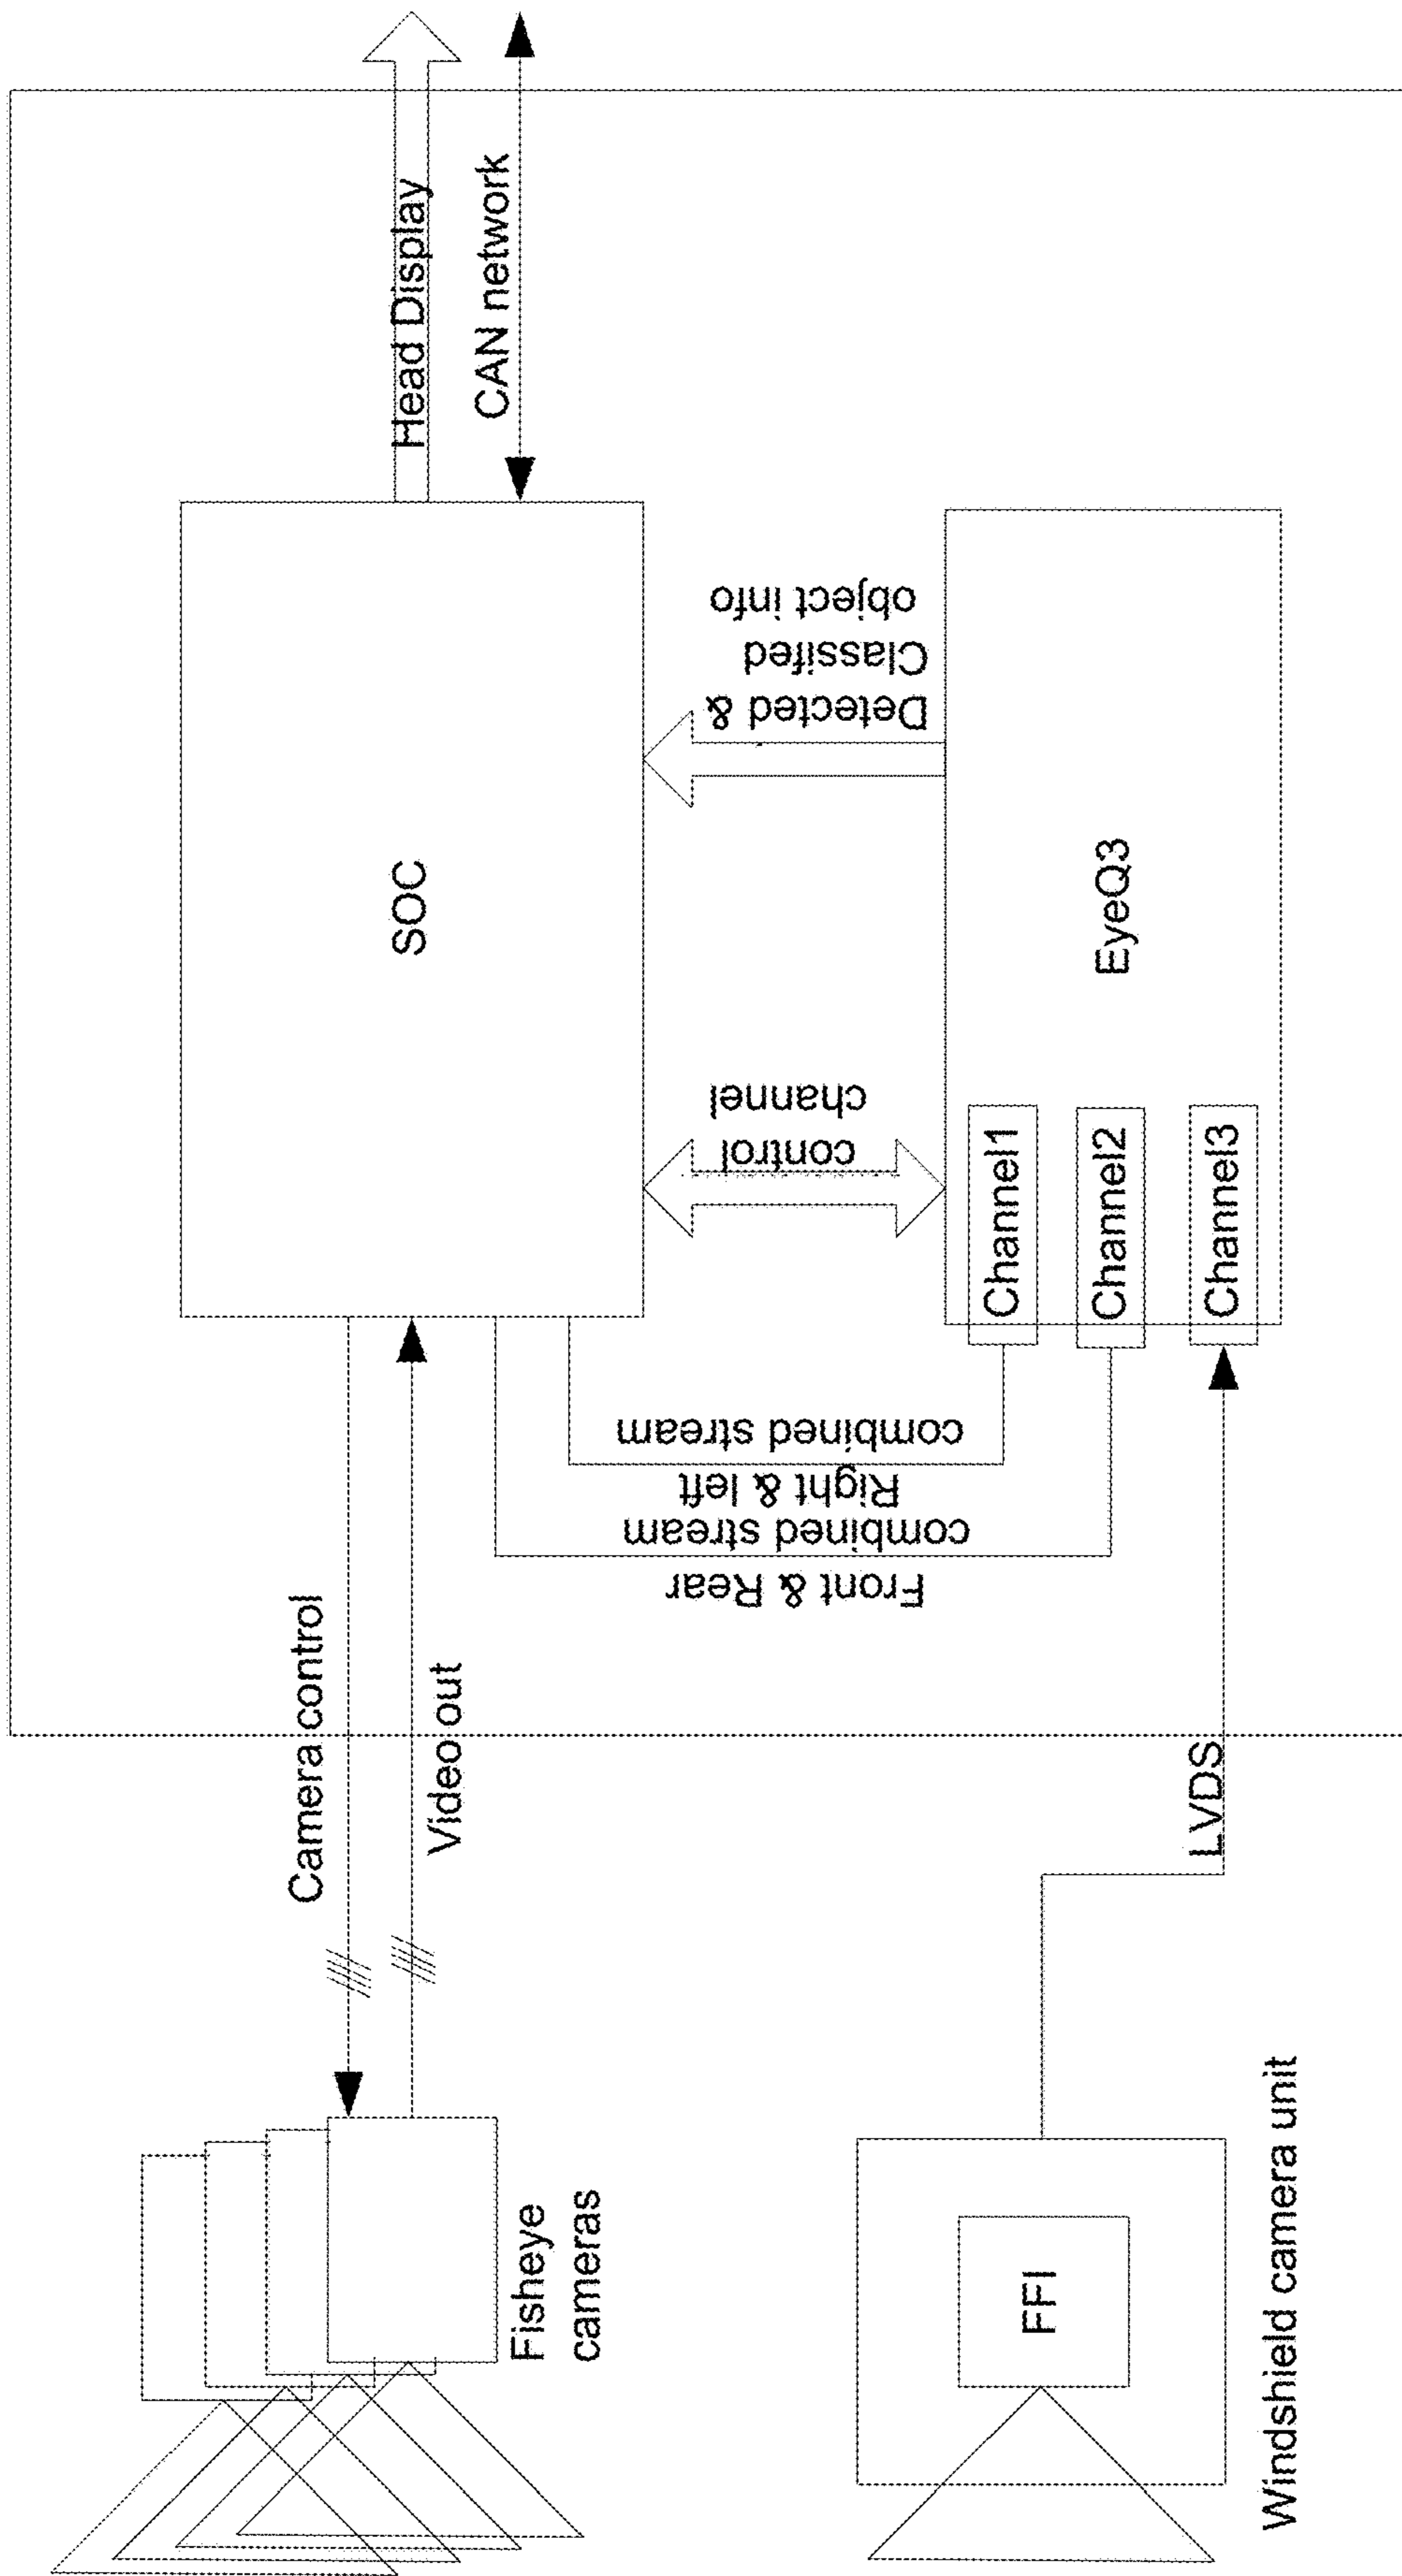 Fisheye
cameras
Camera control
Video out
SOC
Head Display
CAN network
Front & Rear
combined stream
Right & left
combined stream
control
channel
Detected &
Classifed
object info
FFI
Windshield camera unit
LVDS
Channel1
Channel2
Channel3
EyeQ3